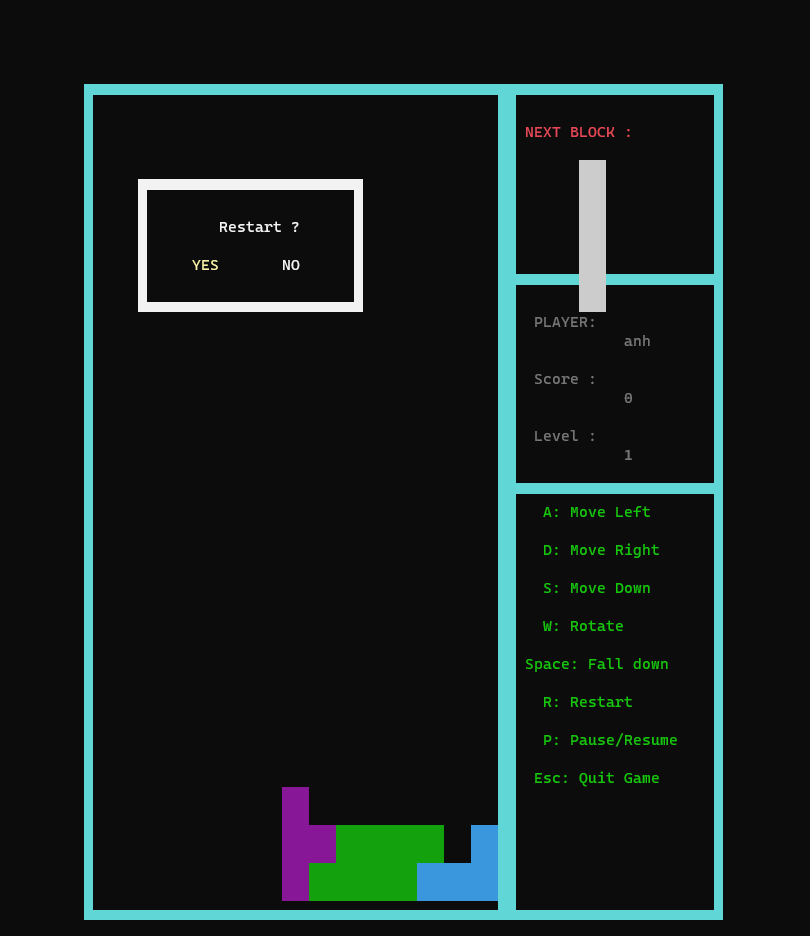 NEXT BLOCK :
Restart ?
YES NO
PLAYER:
anh
Score :
0
Level :
1
A: Move Left
D: Move Right
S: Move Down
W: Rotate
Space: Fall down
R: Restart
P: Pause/Resume
Esc: Quit Game